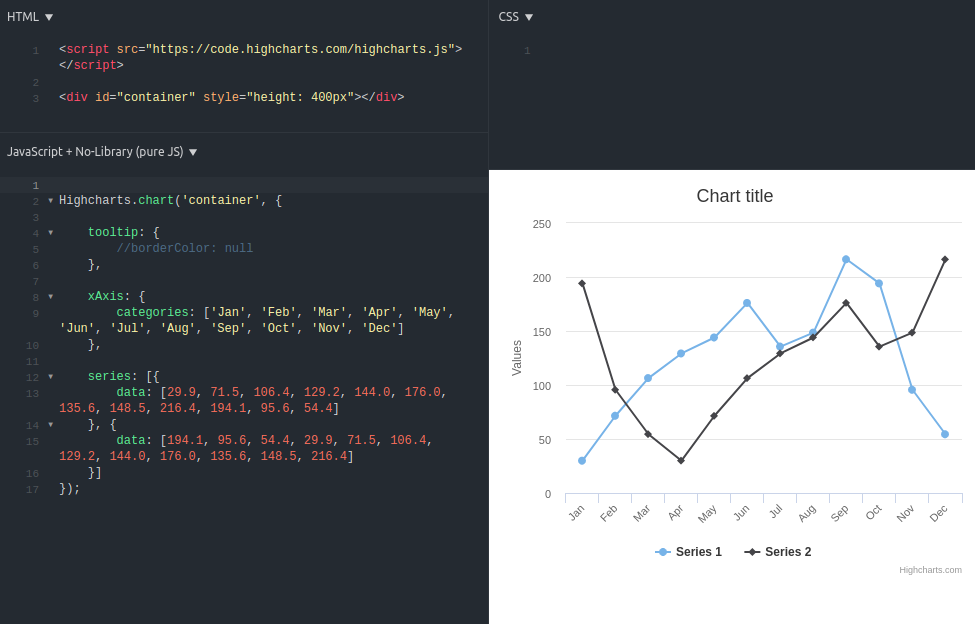 HTML ▼
1 <script src="https://code.highcharts.com/highcharts.js">
</script>
2
3 <div id="container" style="height: 400px"></div>
CSS ▼
1
JavaScript + No-Library (pure JS) ▼
1
2 ▾ Highcharts.chart('container', {
3
4 ▾ tooltip: {
5 //borderColor: null
6 },
7
8 ▾ xAxis: {
9 categories: ['Jan', 'Feb', 'Mar', 'Apr', 'May',
'Jun', 'Jul', 'Aug', 'Sep', 'Oct', 'Nov', 'Dec']
10 },
11
12 ▾ series: [{
13 data: [29.9, 71.5, 106.4, 129.2, 144.0, 176.0,
135.6, 148.5, 216.4, 194.1, 95.6, 54.4]
14 ▾ }, {
15 data: [194.1, 95.6, 54.4, 29.9, 71.5, 106.4,
129.2, 144.0, 176.0, 135.6, 148.5, 216.4]
16 }]
17 });
Chart title
Values
250
200
150
100
50
0
Jan Feb Mar Apr May Jun Jul Aug Sep Oct Nov Dec
Series 1 Series 2
Highcharts.com